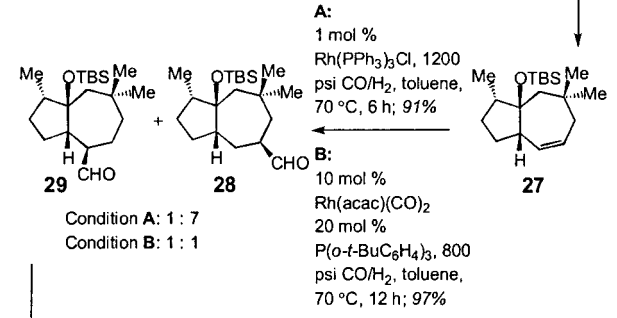 A:
1 mol %
Rh(PPh3)3Cl, 1200
psi CO/H2, toluene,
70 °C, 6 h; 91%
Me OTBS Me Me H CHO
29
+
Me OTBS Me Me H CHO
28
Condition A: 1 : 7
Condition B: 1 : 1
B:
10 mol %
Rh(acac)(CO)2
20 mol %
P(o-t-BuC6H4)3, 800
psi CO/H2, toluene,
70 °C, 12 h; 97%
Me OTBS Me Me H
27